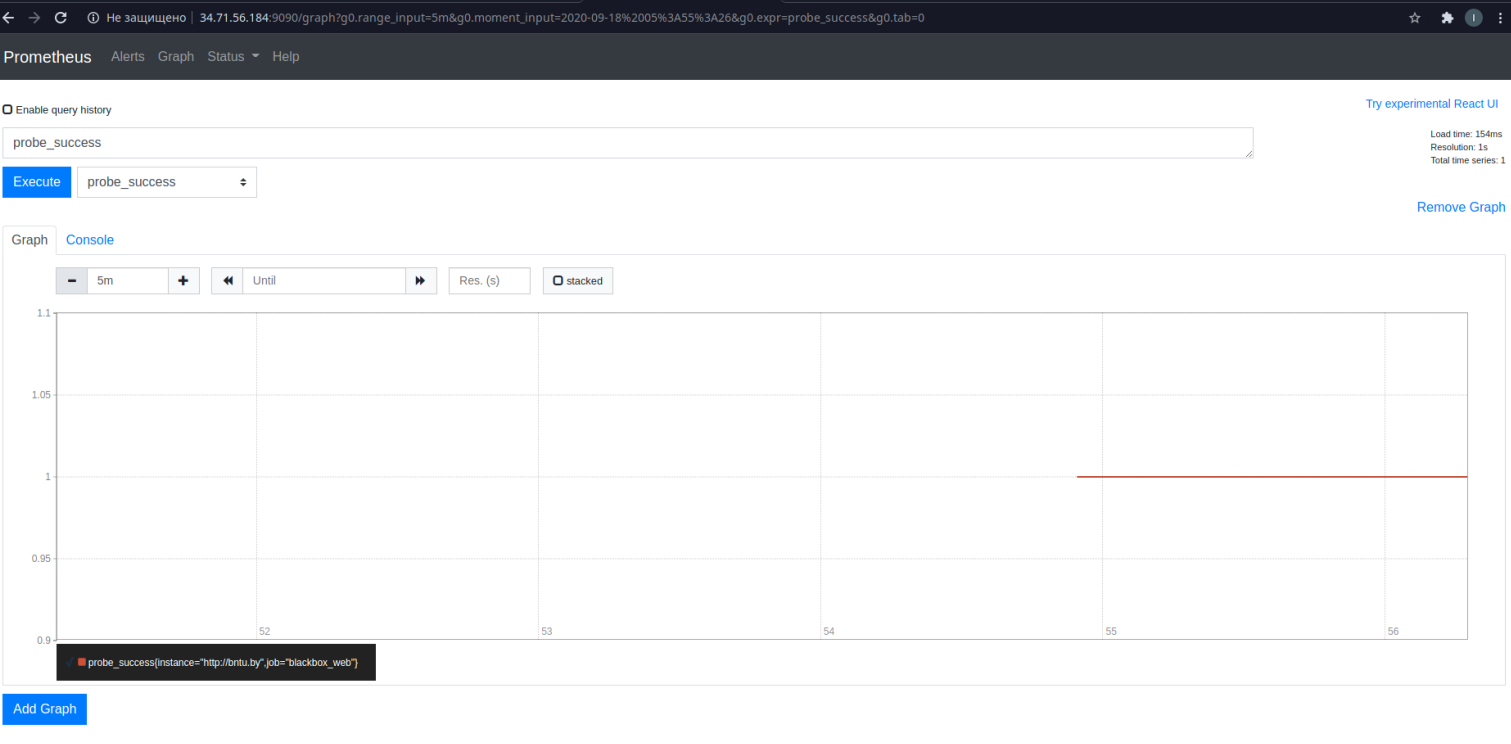 Не защищено 34.71.56.184:9090/graph?g0.range_input=5m&g0.moment_input=2020-09-18%2005%3A55%3A26&g0.expr=probe_success&g0.tab=0
I
Prometheus Alerts Graph Status Help
Enable query history
Try experimental React UI
probe_success
Load time: 154ms
Resolution: 1s
Total time series: 1
Execute probe_success
Remove Graph
Graph Console
5m Until Res. (s) stacked
1.1
1.05
1
0.95
0.9
52 53 54 55 56
probe_success{instance="http://bntu.by",job="blackbox_web"}
Add Graph